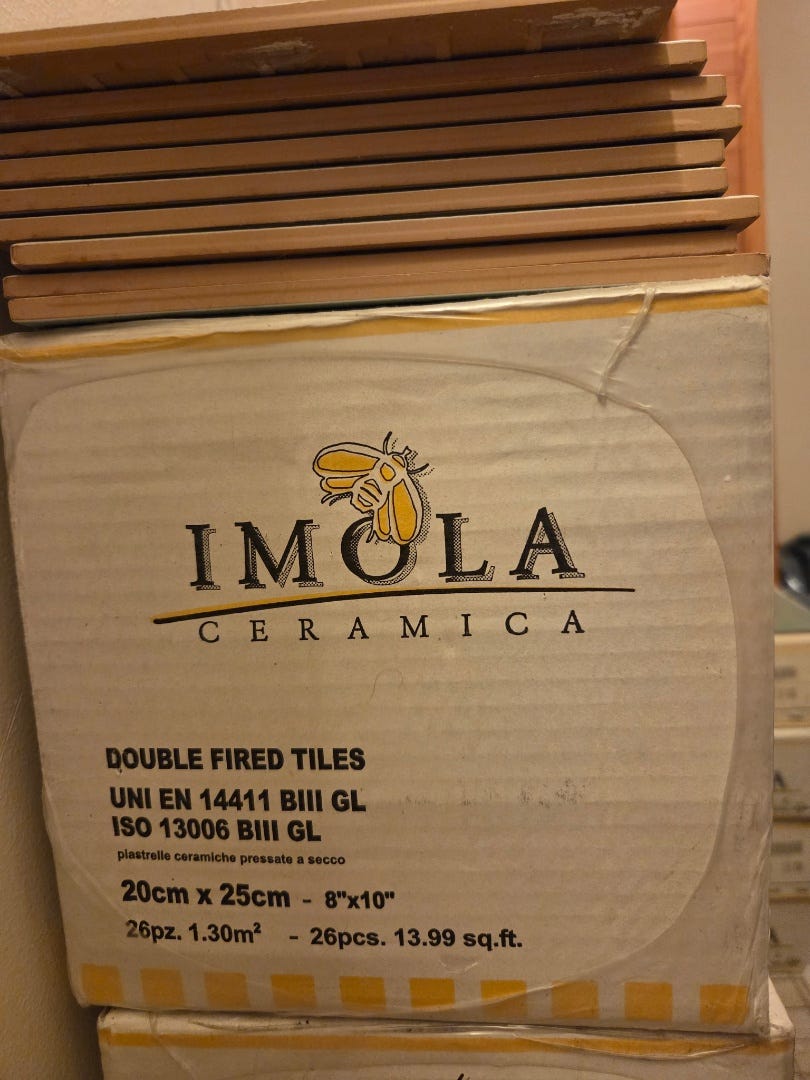 IMOLA
CERAMICA
DOUBLE FIRED TILES
UNI EN 14411 BIII GL
ISO 13006 BIII GL
piastrelle ceramiche pressate a secco
20cm x 25cm - 8"x10"
26pz. 1.30m² - 26pcs. 13.99 sq.ft.